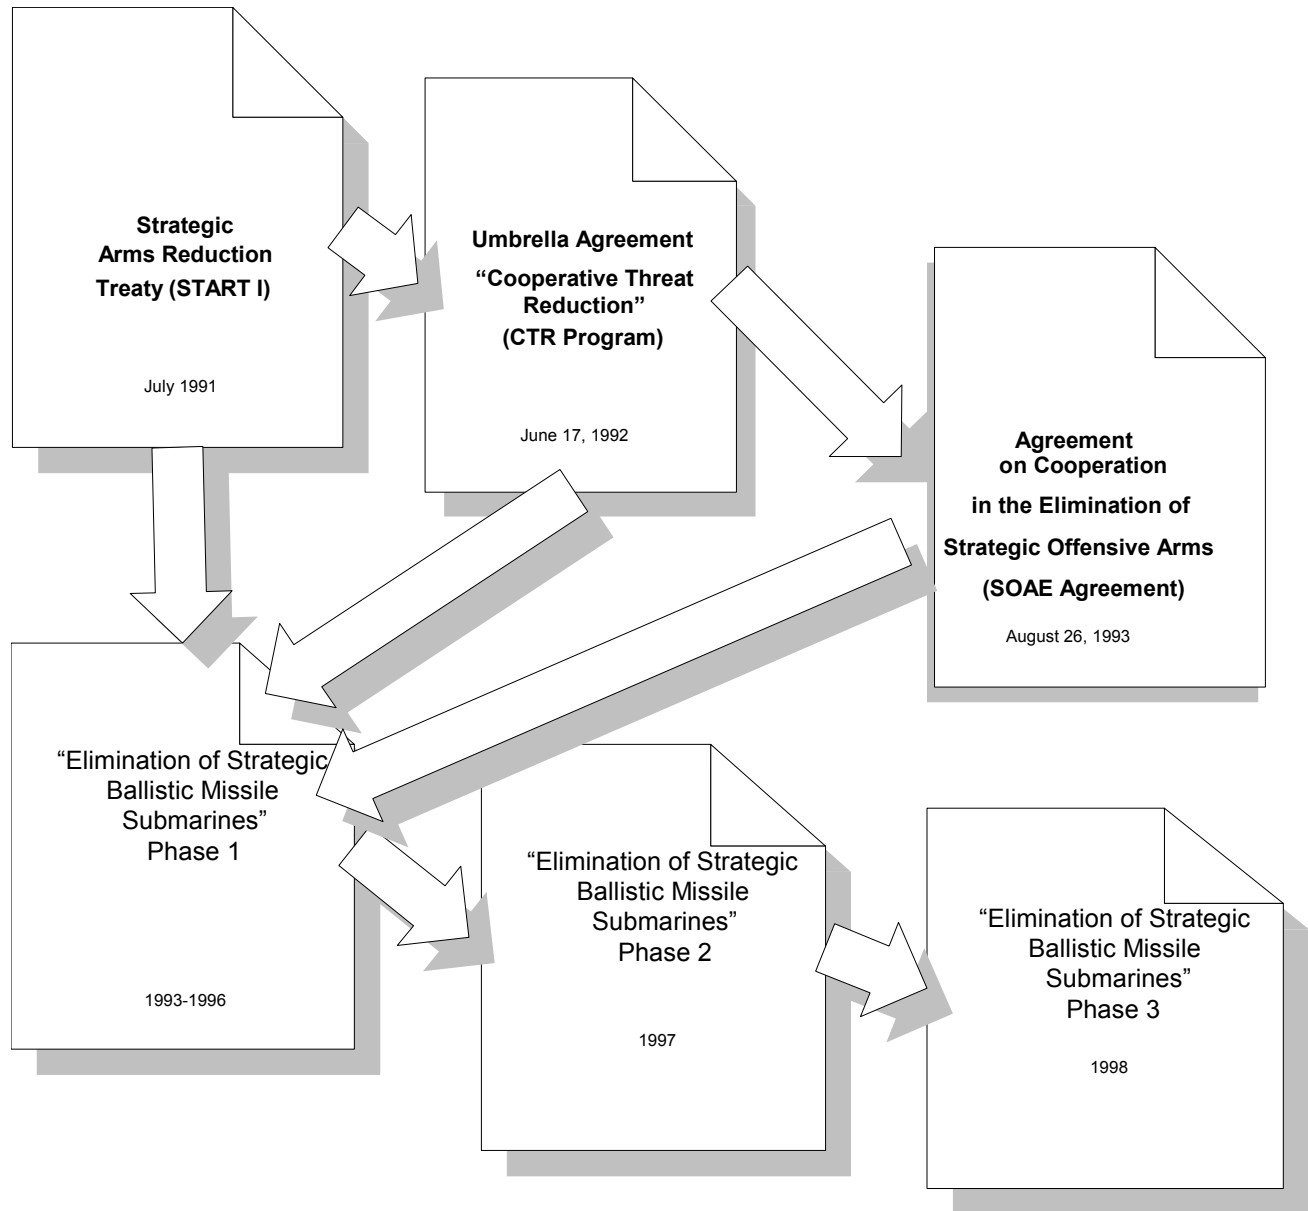 Strategic
Arms Reduction
Treaty (START I)
July 1991
Umbrella Agreement
“Cooperative Threat
Reduction”
(CTR Program)
June 17, 1992
Agreement
on Cooperation
in the Elimination of
Strategic Offensive Arms
(SOAE Agreement)
August 26, 1993
“Elimination of Strategic
Ballistic Missile
Submarines”
Phase 1
1993-1996
“Elimination of Strategic
Ballistic Missile
Submarines”
Phase 2
1997
“Elimination of Strategic
Ballistic Missile
Submarines”
Phase 3
1998